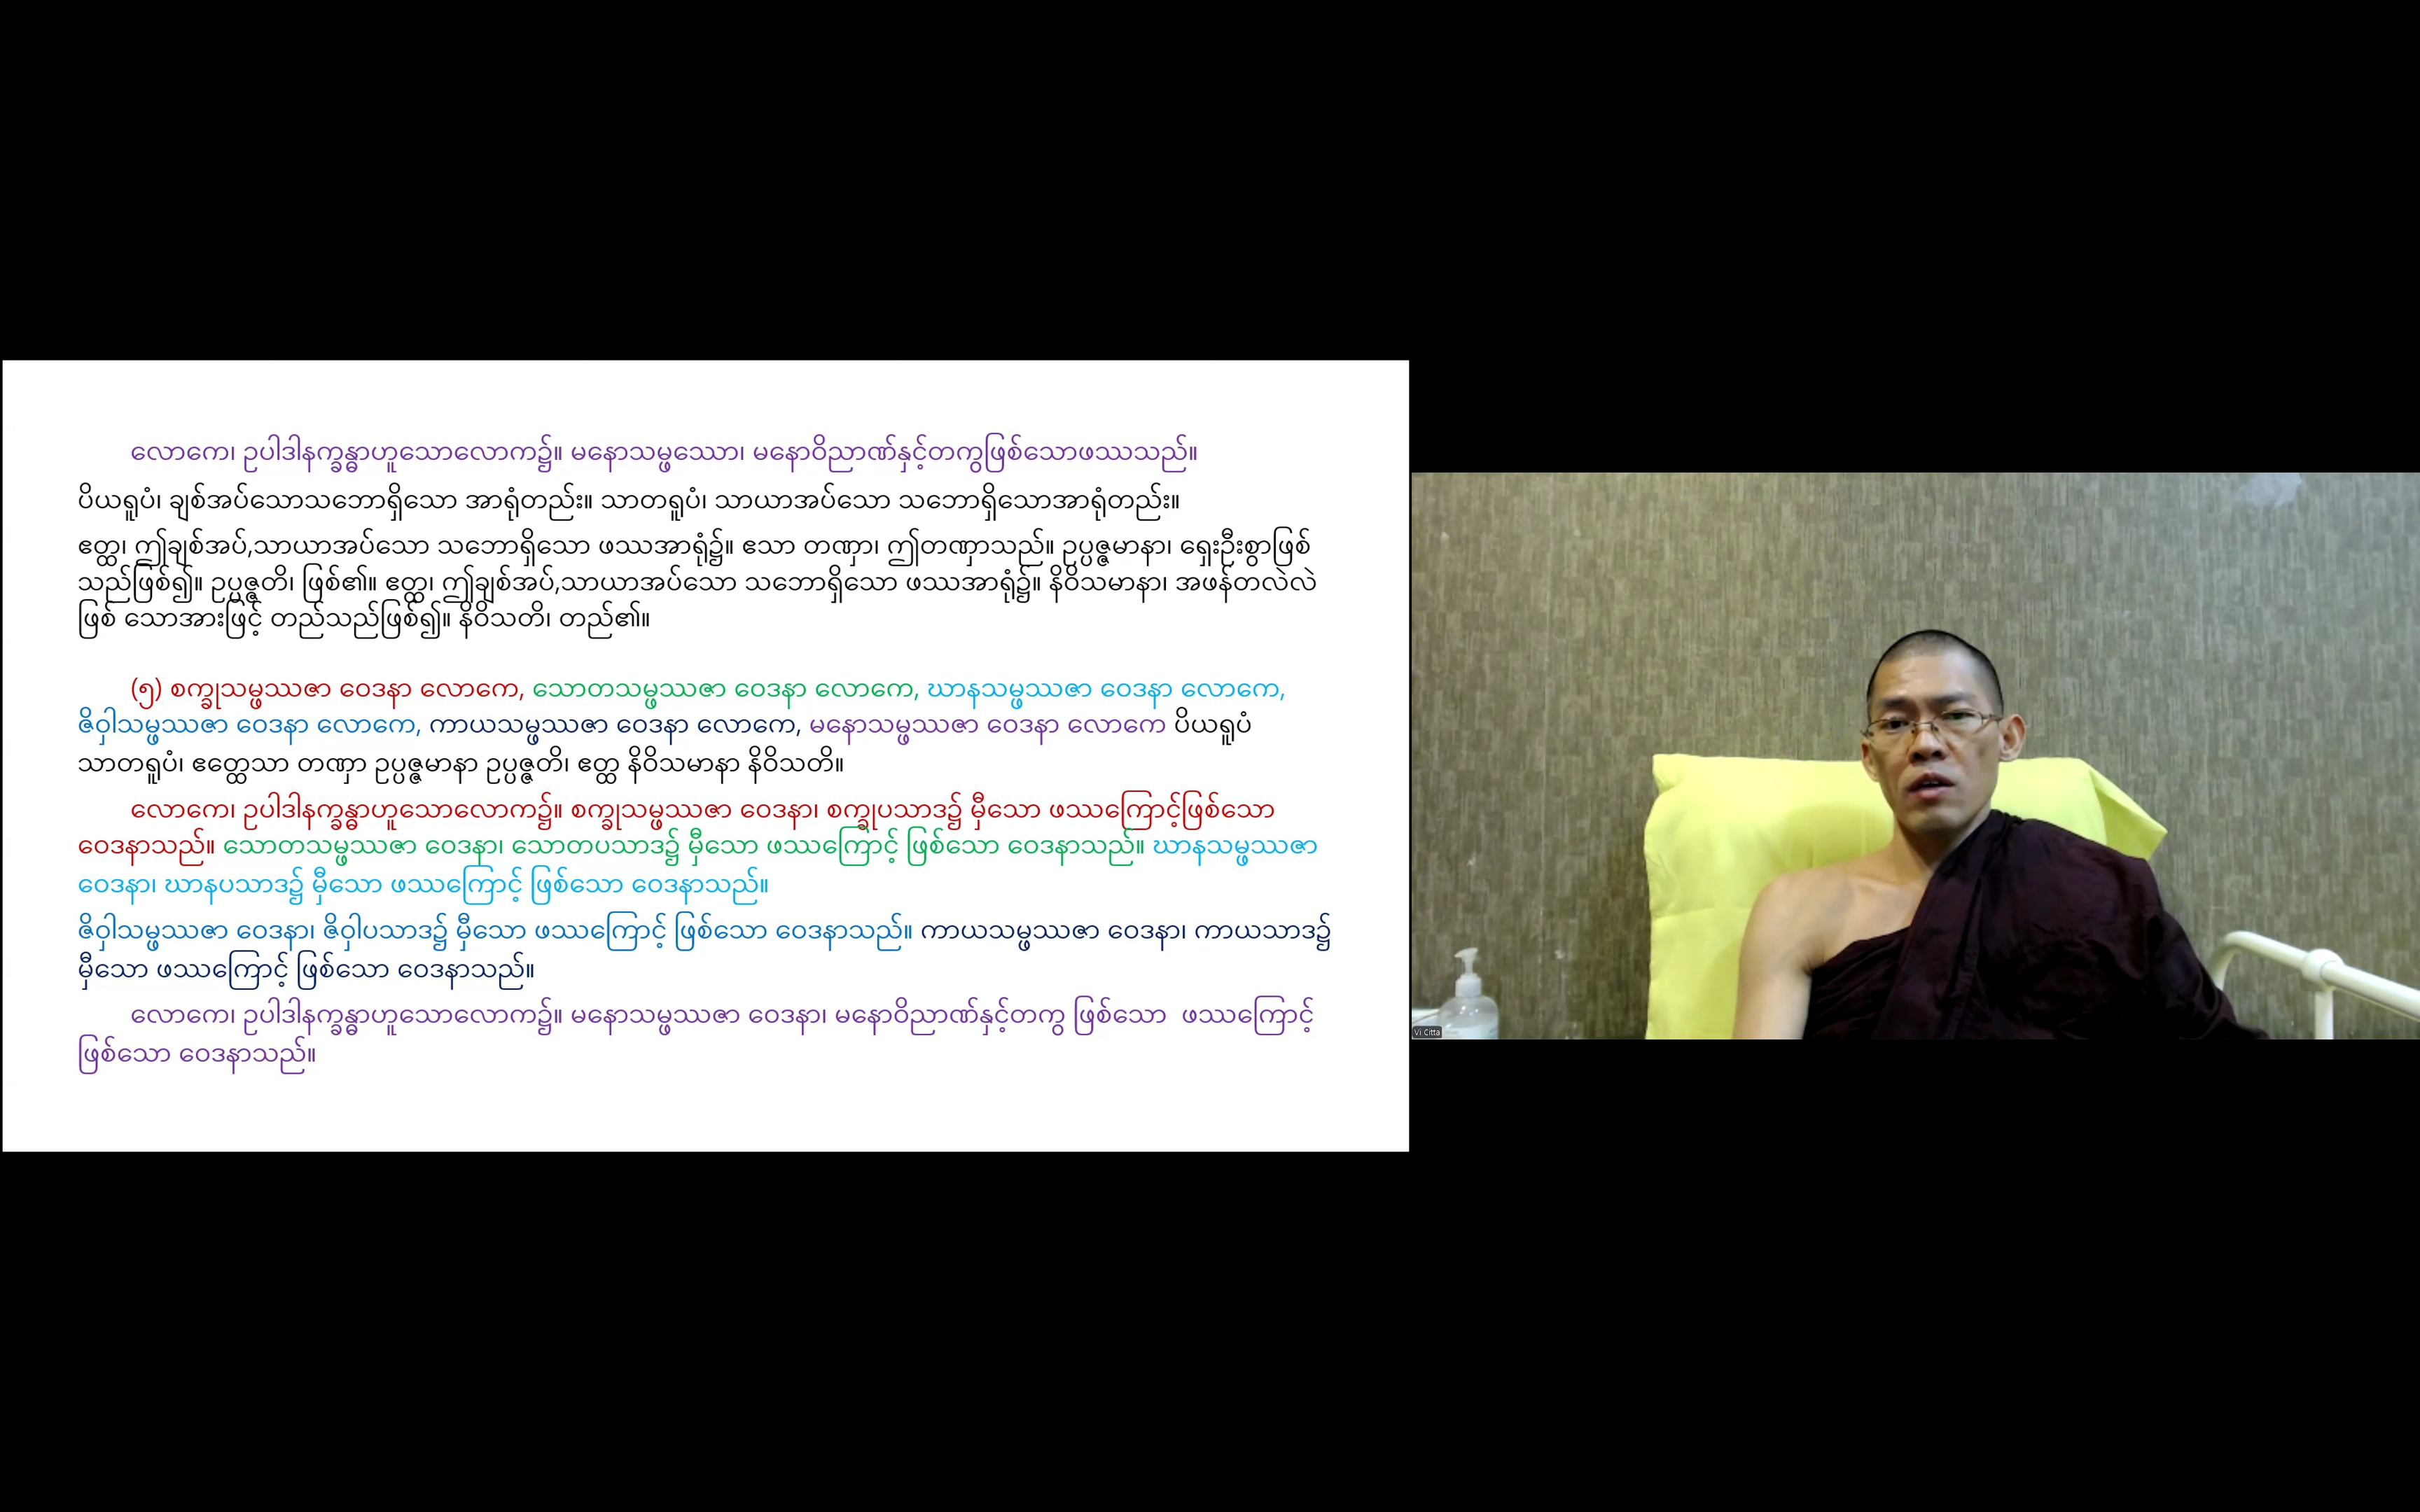 လောကေ၊ ဥပါဒါနက္ခန္ဓာဟူသောလောက၌။ မနောသမ္ဖဿော၊ မနောဝိညာဏ်နှင့်တကွဖြစ်သောဖဿသည်။
ပိယရူပံ၊ ချစ်အပ်သောသဘောရှိသော အာရုံတည်း။ သာတရူပံ၊ သာယာအပ်သော သဘောရှိသောအာရုံတည်း။
ဧတ္ထ၊ ဤချစ်အပ်,သာယာအပ်သော သဘောရှိသော ဖဿအာရုံ၌။ ဧသာ တဏှာ၊ ဤတဏှာသည်။ ဥပ္ပဇ္ဇမာနာ၊ ရှေးဦးစွာဖြစ်
သည်ဖြစ်၍။ ဥပ္ပဇ္ဇတိ၊ ဖြစ်၏။ ဧတ္ထ၊ ဤချစ်အပ်,သာယာအပ်သော သဘောရှိသော ဖဿအာရုံ၌။ နိဝိသမာနာ၊ အဖန်တလဲလဲ
ဖြစ် သောအားဖြင့် တည်သည်ဖြစ်၍။ နိဝိသတိ၊ တည်၏။
(၅) စက္ခုသမ္ဖဿဇာ ဝေဒနာ လောကေ, သောတသမ္ဖဿဇာ ဝေဒနာ လောကေ, ဃာနသမ္ဖဿဇာ ဝေဒနာ လောကေ,
ဇိဝှါသမ္ဖဿဇာ ဝေဒနာ လောကေ, ကာယသမ္ဖဿဇာ ဝေဒနာ လောကေ, မနောသမ္ဖဿဇာ ဝေဒနာ လောကေ ပိယရူပံ
သာတရူပံ၊ ဧတ္ထေသာ တဏှာ ဥပ္ပဇ္ဇမာနာ ဥပ္ပဇ္ဇတိ၊ ဧတ္ထ နိဝိသမာနာ နိဝိသတိ။
လောကေ၊ ဥပါဒါနက္ခန္ဓာဟူသောလောက၌။ စက္ခုသမ္ဖဿဇာ ဝေဒနာ၊ စက္ခုပသာဒ၌ မှီသော ဖဿကြောင့်ဖြစ်သော
ဝေဒနာသည်။ သောတသမ္ဖဿဇာ ဝေဒနာ၊ သောတပသာဒ၌ မှီသော ဖဿကြောင့် ဖြစ်သော ဝေဒနာသည်။ ဃာနသမ္ဖဿဇာ
ဝေဒနာ၊ ဃာနပသာဒ၌ မှီသော ဖဿကြောင့် ဖြစ်သော ဝေဒနာသည်။
ဇိဝှါသမ္ဖဿဇာ ဝေဒနာ၊ ဇိဝှါပသာဒ၌ မှီသော ဖဿကြောင့် ဖြစ်သော ဝေဒနာသည်။ ကာယသမ္ဖဿဇာ ဝေဒနာ၊ ကာယသာဒ၌
မှီသော ဖဿကြောင့် ဖြစ်သော ဝေဒနာသည်။
လောကေ၊ ဥပါဒါနက္ခန္ဓာဟူသောလောက၌။ မနောသမ္ဖဿဇာ ဝေဒနာ၊ မနောဝိညာဏ်နှင့်တကွ ဖြစ်သော ဖဿကြောင့်
ဖြစ်သော ဝေဒနာသည်။
Vi Citta